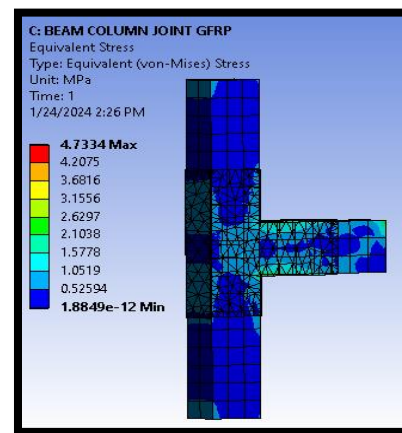 C: BEAM COLUMN JOINT GFRP
Equivalent Stress
Type: Equivalent (von-Mises) Stress
Unit: MPa
Time: 1
1/24/2024 2:26 PM
4.7334 Max
4.2075
3.6816
3.1556
2.6297
2.1038
1.5778
1.0519
0.52594
1.8849e-12 Min